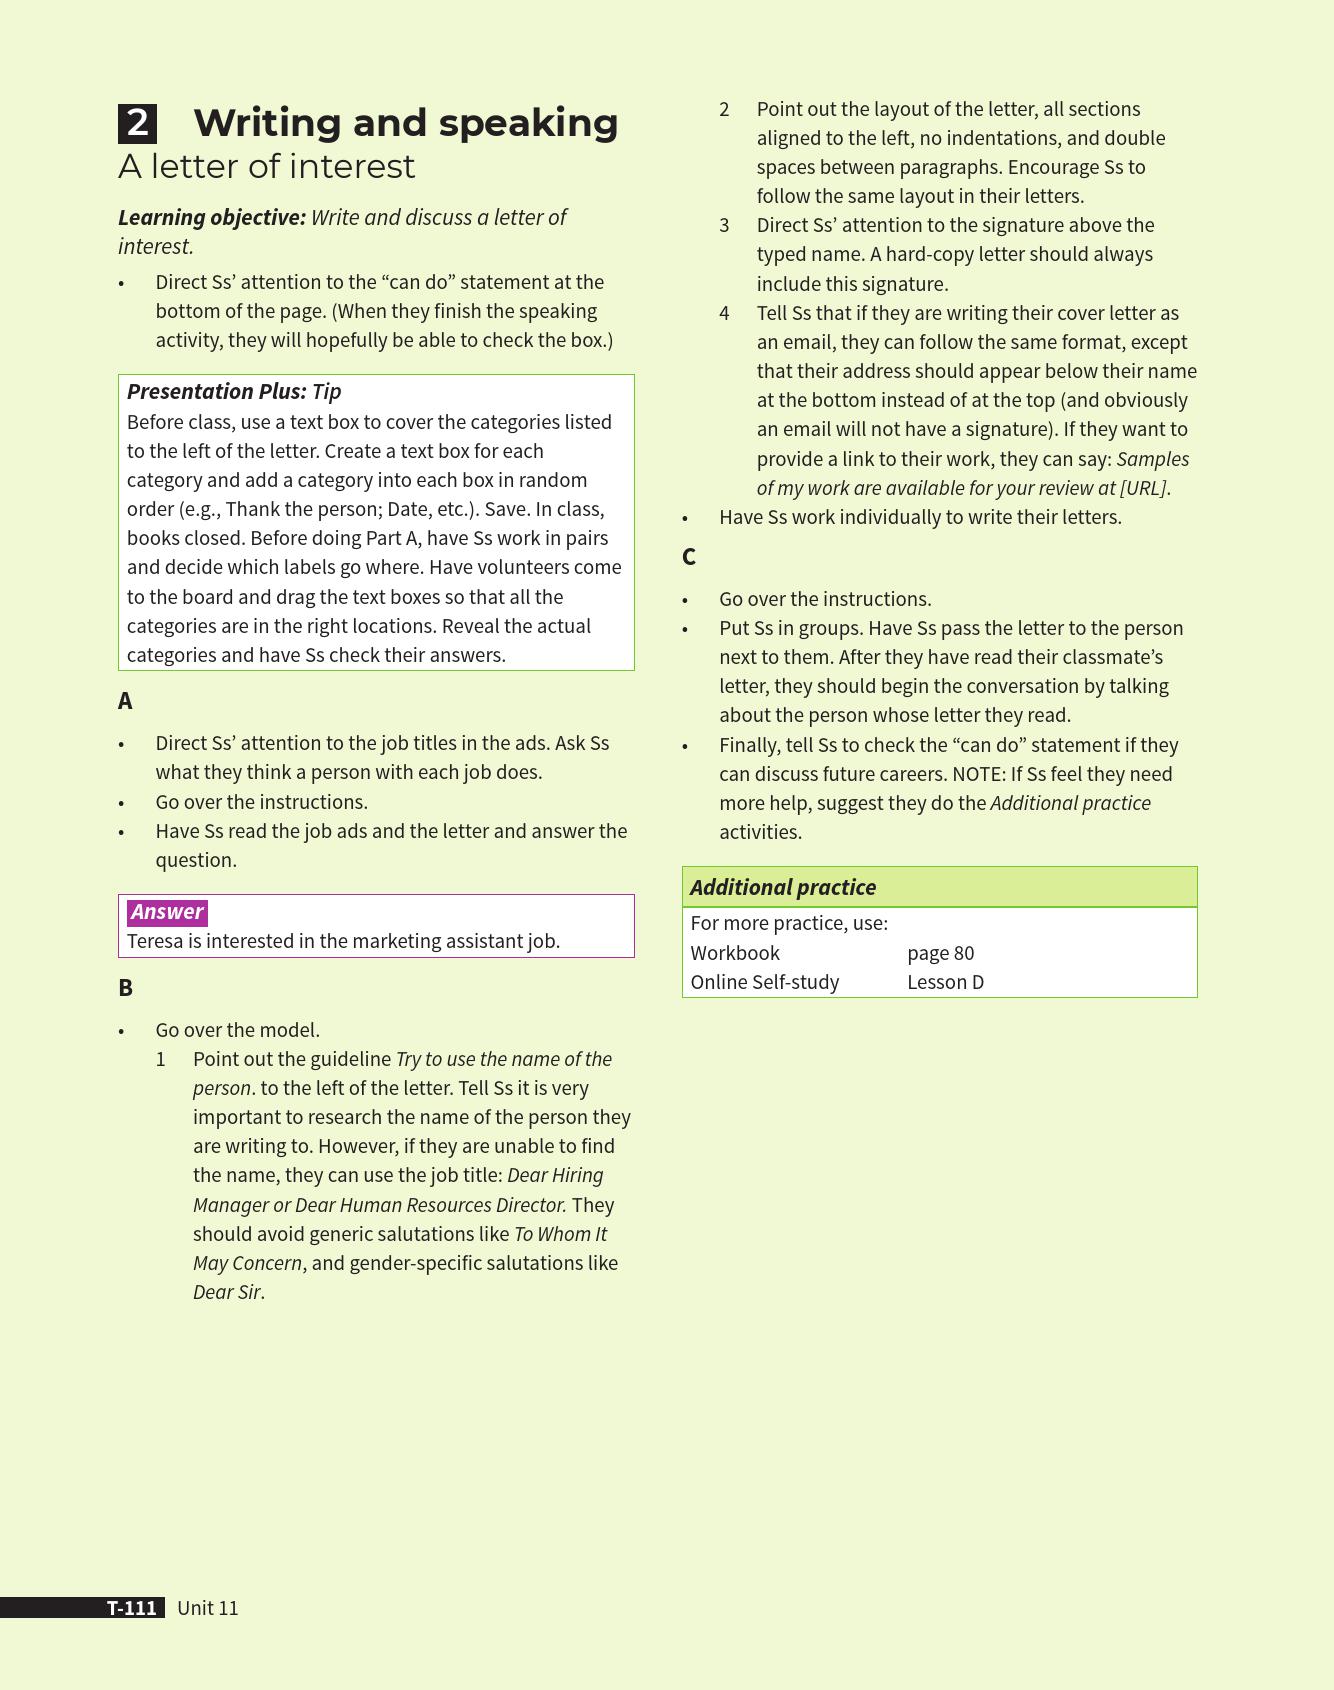 2 Writing and speaking
A letter of interest
Learning objective: Write and discuss a letter of
interest.
• Direct Ss’ attention to the “can do” statement at the
bottom of the page. (When they finish the speaking
activity, they will hopefully be able to check the box.)
Presentation Plus: Tip
Before class, use a text box to cover the categories listed
to the left of the letter. Create a text box for each
category and add a category into each box in random
order (e.g., Thank the person; Date, etc.). Save. In class,
books closed. Before doing Part A, have Ss work in pairs
and decide which labels go where. Have volunteers come
to the board and drag the text boxes so that all the
categories are in the right locations. Reveal the actual
categories and have Ss check their answers.
A
• Direct Ss’ attention to the job titles in the ads. Ask Ss
what they think a person with each job does.
• Go over the instructions.
• Have Ss read the job ads and the letter and answer the
question.
Answer
Teresa is interested in the marketing assistant job.
B
• Go over the model.
1 Point out the guideline Try to use the name of the
person. to the left of the letter. Tell Ss it is very
important to research the name of the person they
are writing to. However, if they are unable to find
the name, they can use the job title: Dear Hiring
Manager or Dear Human Resources Director. They
should avoid generic salutations like To Whom It
May Concern, and gender-specific salutations like
Dear Sir.
2 Point out the layout of the letter, all sections
aligned to the left, no indentations, and double
spaces between paragraphs. Encourage Ss to
follow the same layout in their letters.
3 Direct Ss’ attention to the signature above the
typed name. A hard-copy letter should always
include this signature.
4 Tell Ss that if they are writing their cover letter as
an email, they can follow the same format, except
that their address should appear below their name
at the bottom instead of at the top (and obviously
an email will not have a signature). If they want to
provide a link to their work, they can say: Samples
of my work are available for your review at [URL].
• Have Ss work individually to write their letters.
C
• Go over the instructions.
• Put Ss in groups. Have Ss pass the letter to the person
next to them. After they have read their classmate’s
letter, they should begin the conversation by talking
about the person whose letter they read.
• Finally, tell Ss to check the “can do” statement if they
can discuss future careers. NOTE: If Ss feel they need
more help, suggest they do the Additional practice
activities.
Additional practice
For more practice, use:
Workbook page 80
Online Self-study Lesson D
T-111 Unit 11